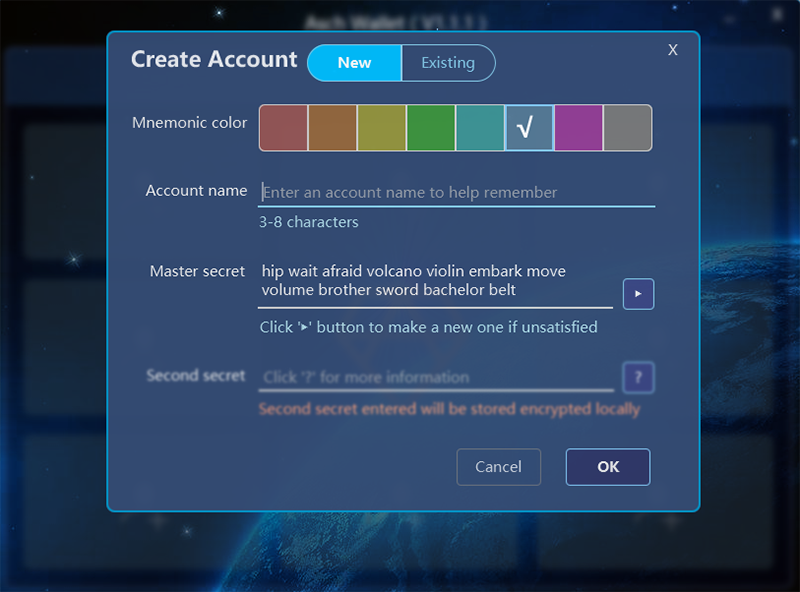 Asch Wallet ( V1.1.1 )
Create Account
New
Existing
X
Mnemonic color
√
Account name
Enter an account name to help remember
3-8 characters
Master secret
hip wait afraid volcano violin embark move
volume brother sword bachelor belt
Click '▸' button to make a new one if unsatisfied
Second secret
Click '?' for more information
?
Second secret entered will be stored encrypted locally
Cancel
OK